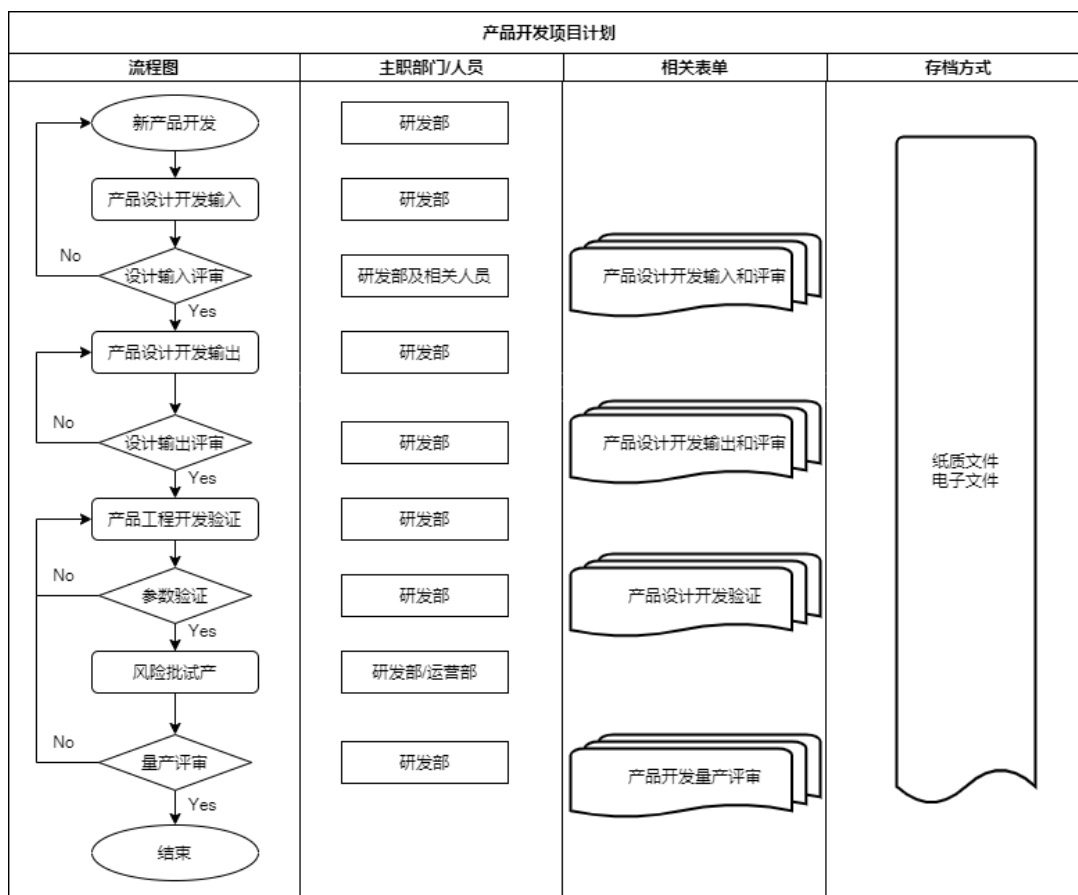 产品开发项目计划
流程图 主职部门/人员 相关表单 存档方式
新产品开发 研发部
产品设计开发输入 研发部
No
设计输入评审 研发部及相关人员 产品设计开发输入和评审
Yes
产品设计开发输出 研发部
No
设计输出评审 研发部 产品设计开发输出和评审
纸质文件
电子文件
Yes
产品工程开发验证 研发部
No
参数验证 研发部 产品设计开发验证
Yes
风险批试产 研发部/运营部
No
量产评审 研发部 产品开发量产评审
Yes
结束